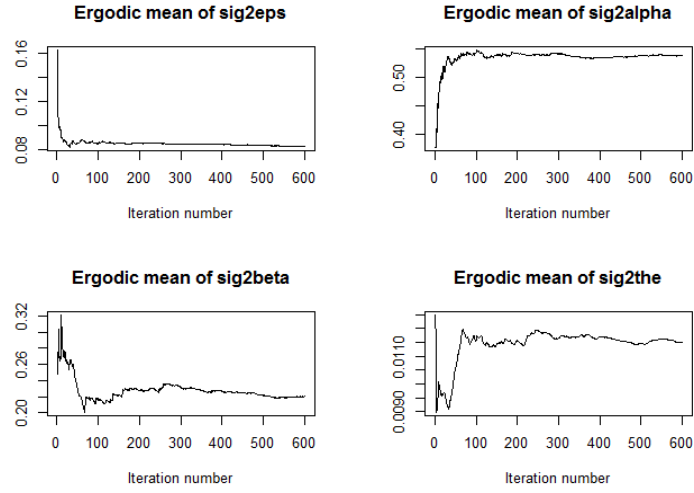 Ergodic mean of sig2eps
0.16
0.12
0.08
0 100 200 300 400 500 600
Iteration number
Ergodic mean of sig2alpha
0.50
0.40
0 100 200 300 400 500 600
Iteration number
Ergodic mean of sig2beta
0.32
0.26
0.20
0 100 200 300 400 500 600
Iteration number
Ergodic mean of sig2the
0.0110
0.0090
0 100 200 300 400 500 600
Iteration number